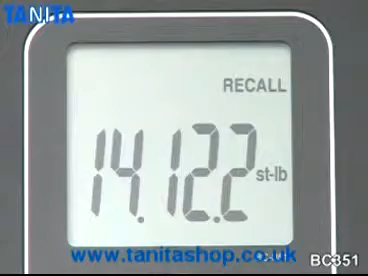 TANITA
RECALL
14.12.2 st-lb
www.tanitashop.co.uk
BC351